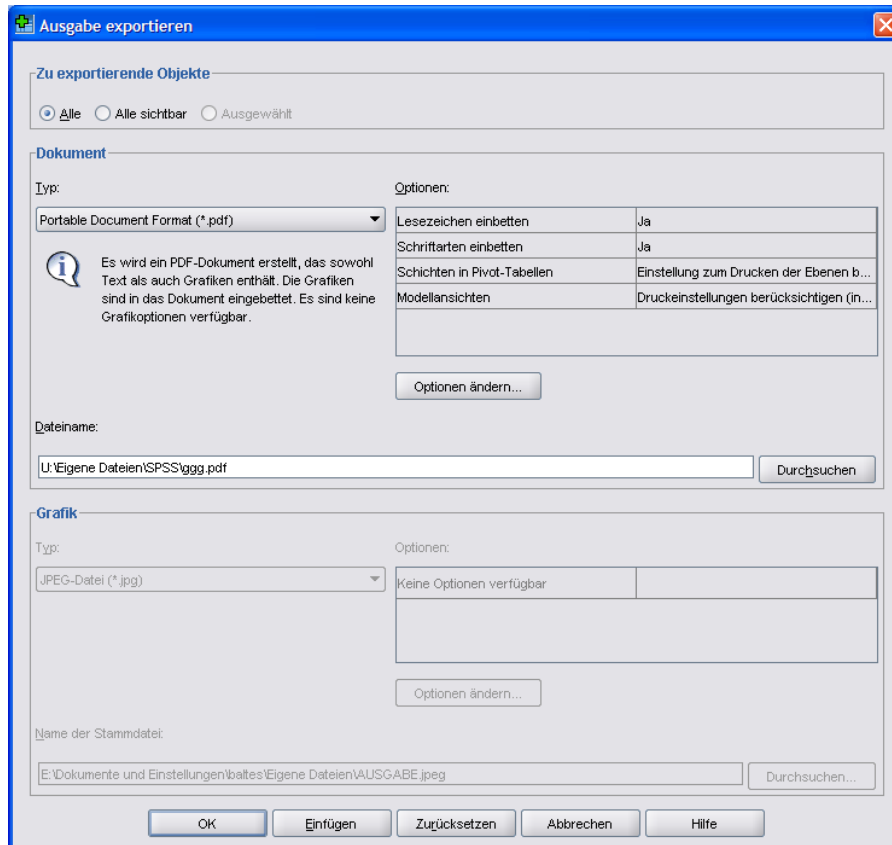 Ausgabe exportieren
Zu exportierende Objekte
Alle Alle sichtbar Ausgewählt
Dokument
Typ:
Portable Document Format (*.pdf)
Es wird ein PDF-Dokument erstellt, das sowohl
Text als auch Grafiken enthält. Die Grafiken
sind in das Dokument eingebettet. Es sind keine
Grafikoptionen verfügbar.
Optionen:
Lesezeichen einbetten Ja
Schriftarten einbetten Ja
Schichten in Pivot-Tabellen Einstellung zum Drucken der Ebenen b...
Modellansichten Druckeinstellungen berücksichtigen (in...
Optionen ändern...
Dateiname:
U:\Eigene Dateien\SPSS\ggg.pdf
Durchsuchen
Grafik
Typ:
JPEG-Datei (*.jpg)
Optionen:
Keine Optionen verfügbar
Optionen ändern...
Name der Stammdatei:
E:\Dokumente und Einstellungen\baltes\Eigene Dateien\AUSGABE.jpeg
Durchsuchen...
OK Einfügen Zurücksetzen Abbrechen Hilfe